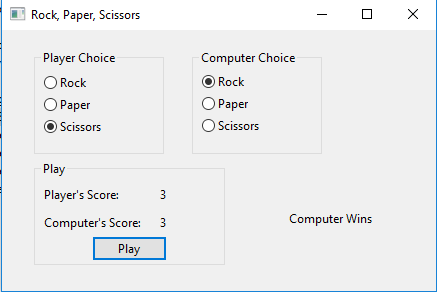 Rock, Paper, Scissors
Player Choice
Rock
Paper
Scissors
Computer Choice
Rock
Paper
Scissors
Play
Player's Score: 3
Computer's Score: 3
Play
Computer Wins